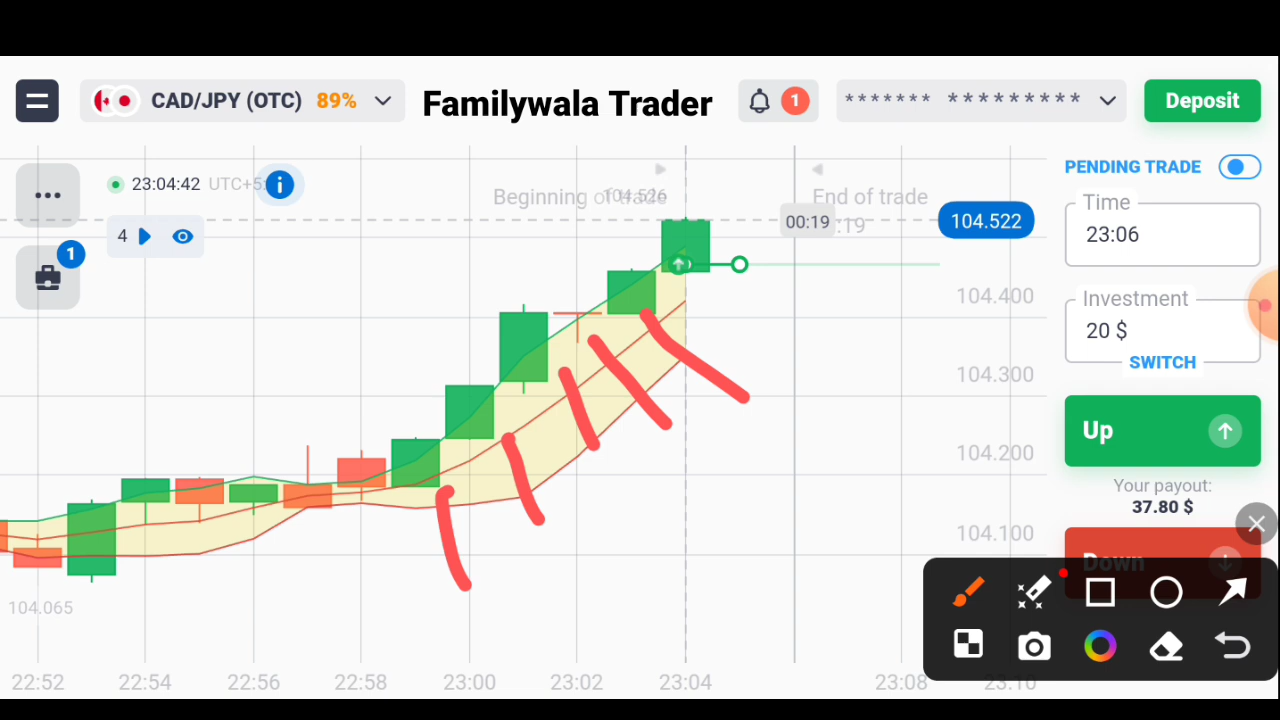 CAD/JPY (OTC) 89%
Familywala Trader
1
******* *********
Deposit
23:04:42 UTC+5:
Beginning of trade
104.526
End of trade
:19
00:19
104.522
4
1
PENDING TRADE
Time
23:06
Investment
20 $
SWITCH
Up
Your payout:
37.80 $
Down
104.400
104.300
104.200
104.100
104.065
22:52
22:54
22:56
22:58
23:00
23:02
23:04
23:08
23:10